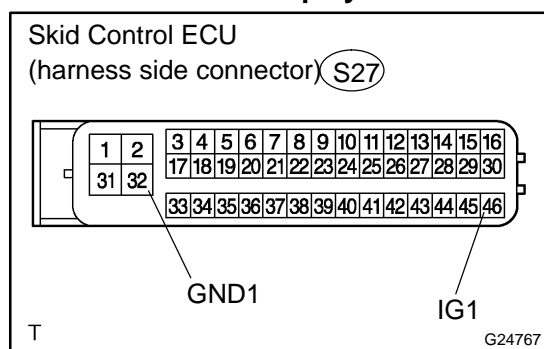 Skid Control ECU
(harness side connector) S27
1 2 3 4 5 6 7 8 9 10 11 12 13 14 15 16
17 18 19 20 21 22 23 24 25 26 27 28 29 30
31 32
33 34 35 36 37 38 39 40 41 42 43 44 45 46
GND1
IG1
T
G24767